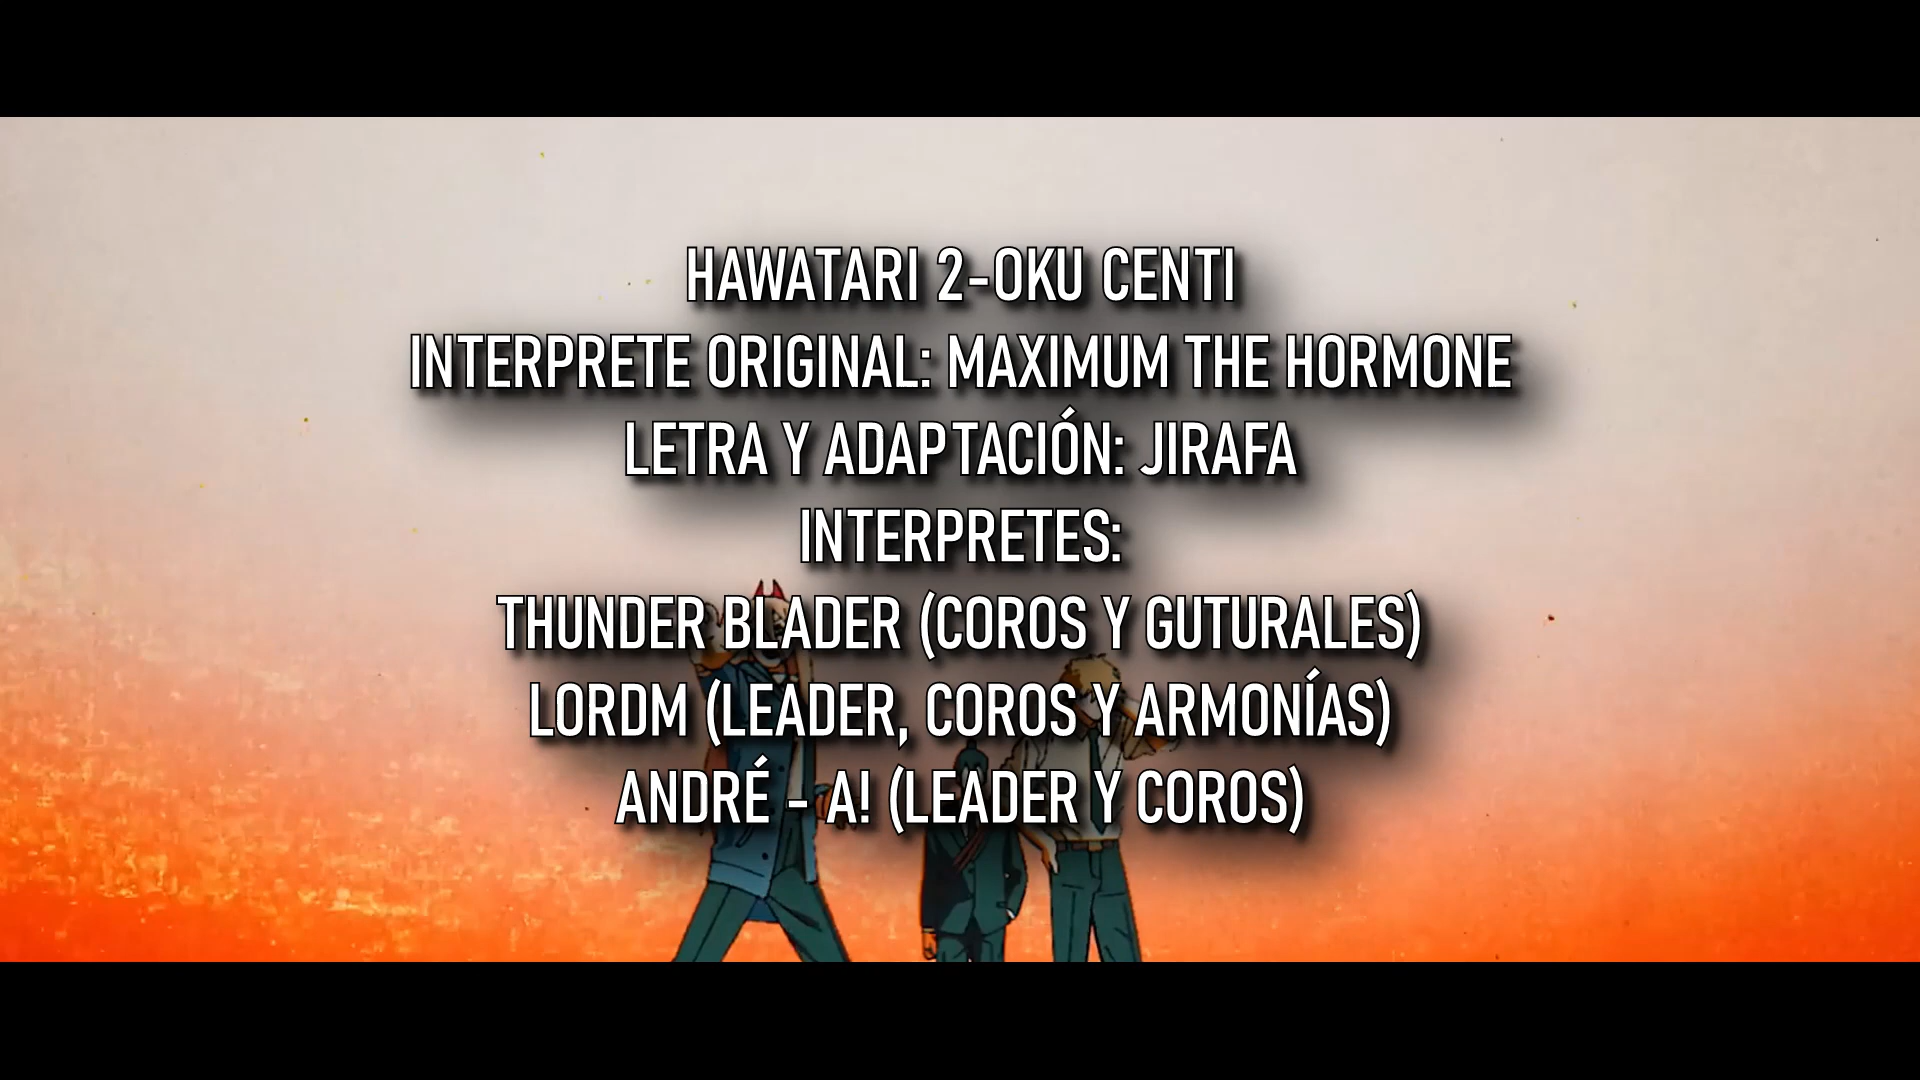 HAWATARI 2-OKU CENTI
INTERPRETE ORIGINAL: MAXIMUM THE HORMONE
LETRA Y ADAPTACIÓN: JIRAFA
INTERPRETES:
THUNDER BLADER (COROS Y GUTURALES)
LORDM (LEADER, COROS Y ARMONÍAS)
ANDRÉ - A! (LEADER Y COROS)